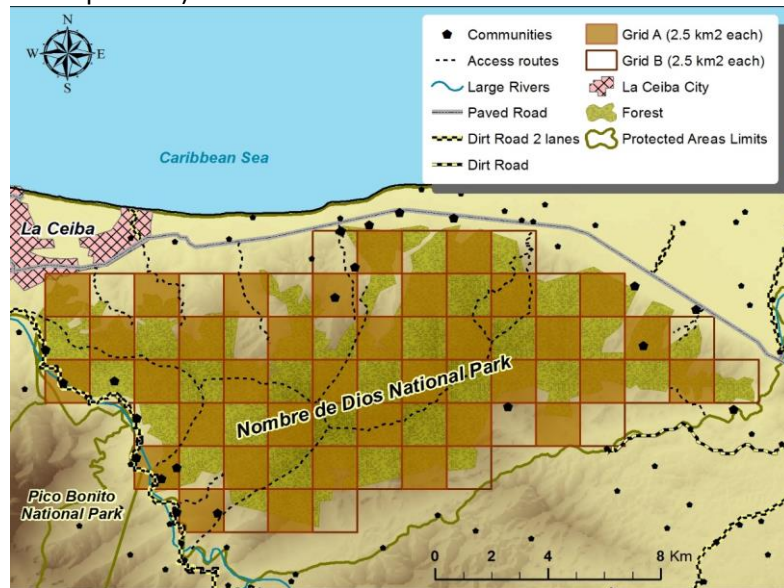 N
W E
S
Communities
Access routes
Large Rivers
Paved Road
Dirt Road 2 lanes
Dirt Road
Grid A (2.5 km2 each)
Grid B (2.5 km2 each)
La Ceiba City
Forest
Protected Areas Limits
Caribbean Sea
La Ceiba
Nombre de Dios National Park
Pico Bonito
National Park
0 2 4 8 Km